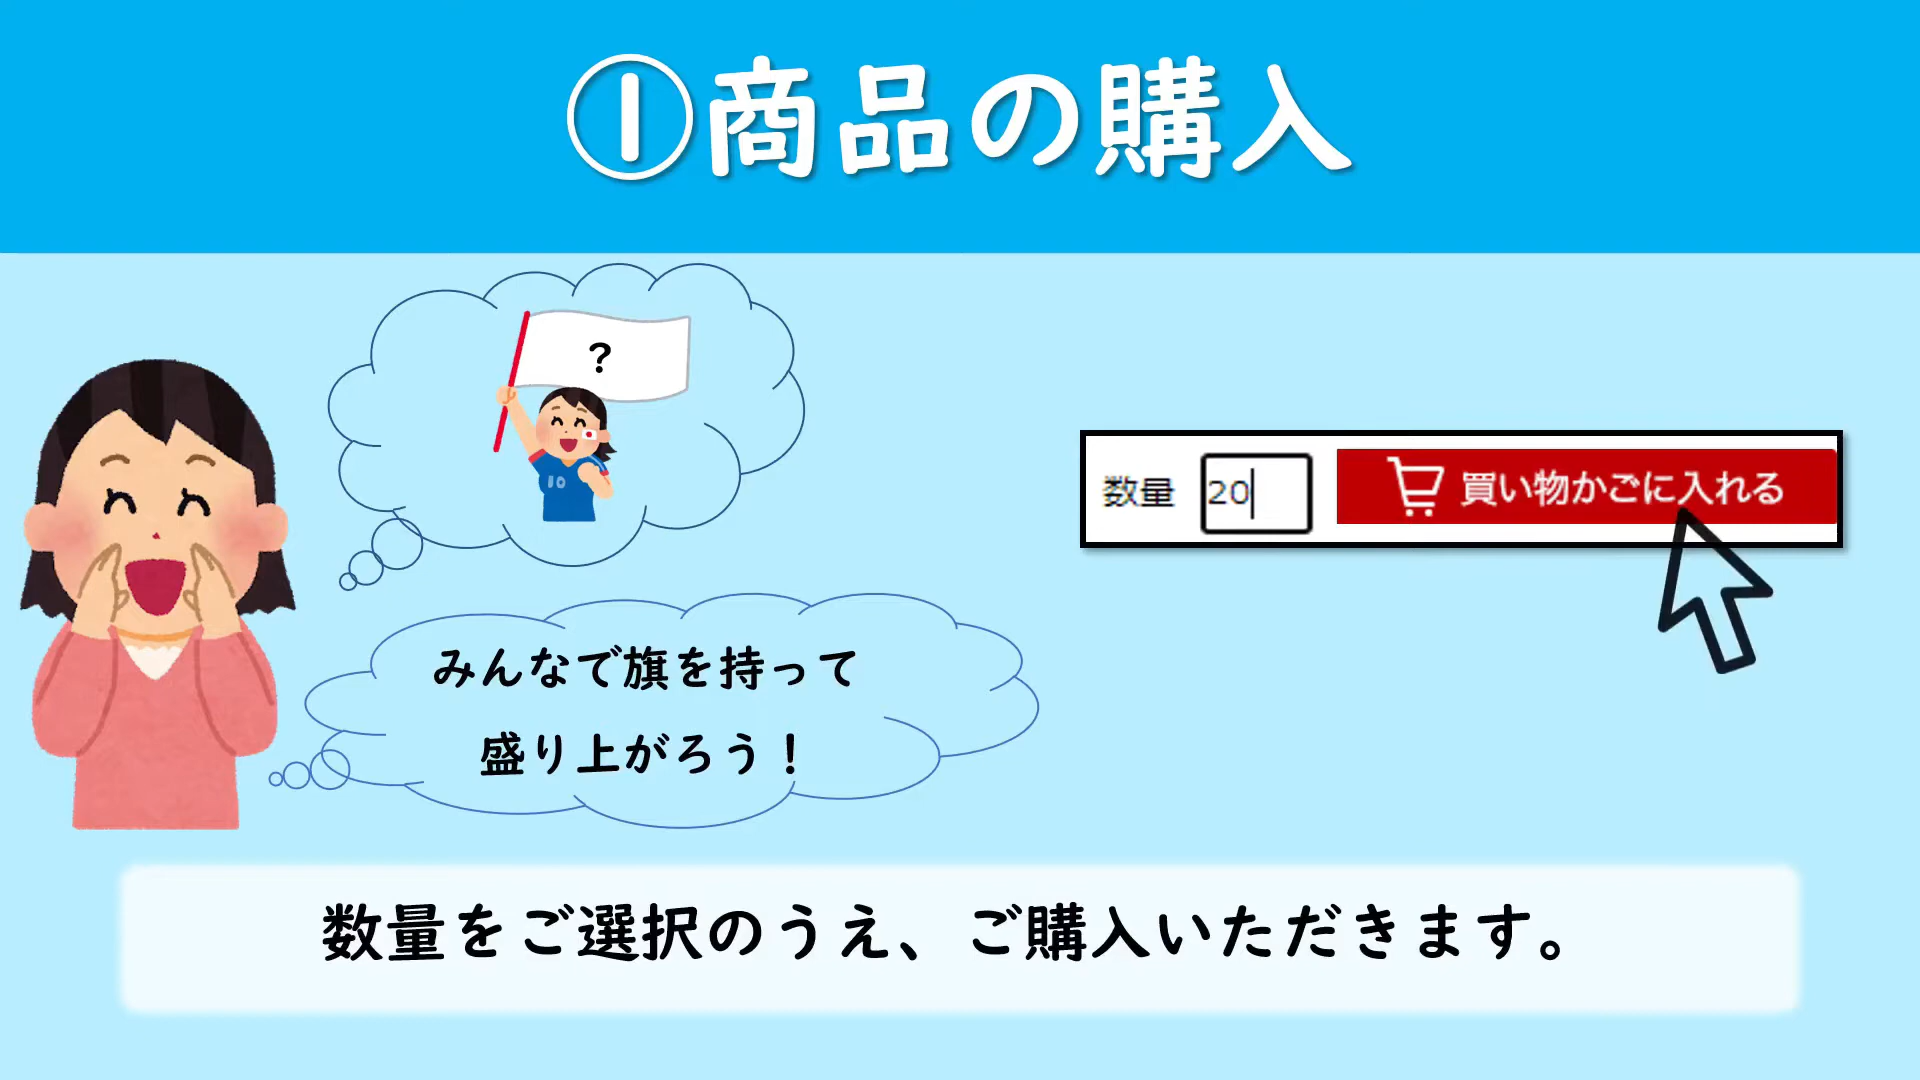 ①商品の購入
?
10
みんなで旗を持って
盛り上がろう！
数量 20 買い物かごに入れる
数量をご選択のうえ、ご購入いただきます。